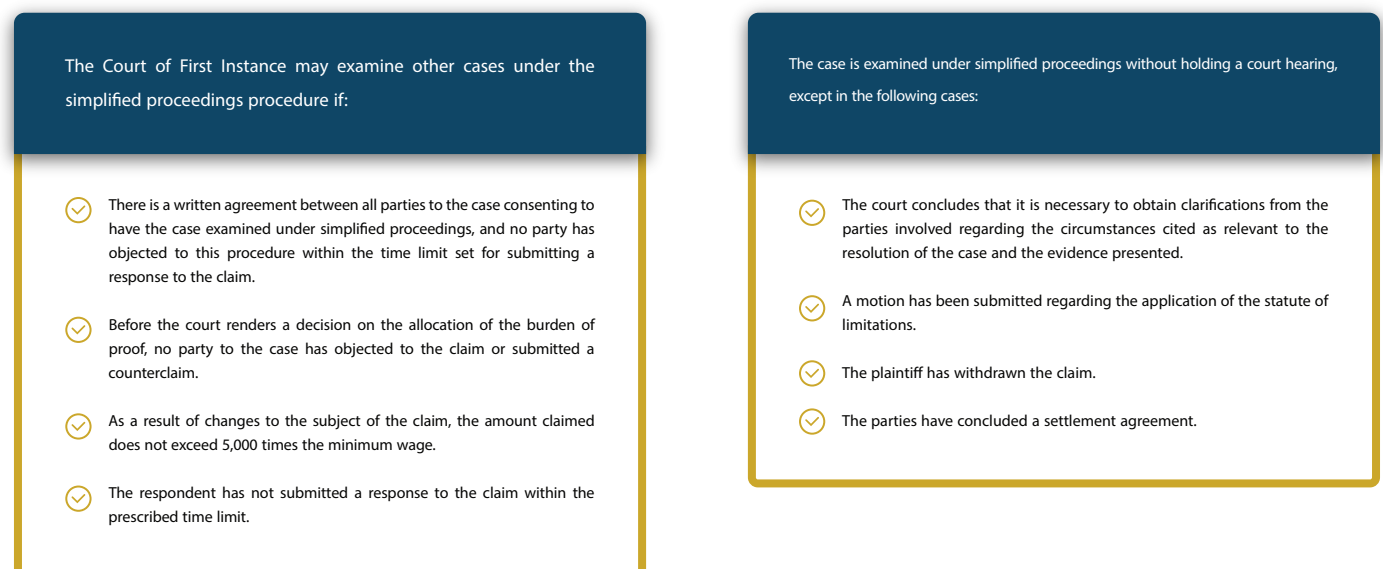 The Court of First Instance may examine other cases under the
simplified proceedings procedure if:
There is a written agreement between all parties to the case consenting to
have the case examined under simplified proceedings, and no party has
objected to this procedure within the time limit set for submitting a
response to the claim.
Before the court renders a decision on the allocation of the burden of
proof, no party to the case has objected to the claim or submitted a
counterclaim.
As a result of changes to the subject of the claim, the amount claimed
does not exceed 5,000 times the minimum wage.
The respondent has not submitted a response to the claim within the
prescribed time limit.
The case is examined under simplified proceedings without holding a court hearing,
except in the following cases:
The court concludes that it is necessary to obtain clarifications from the
parties involved regarding the circumstances cited as relevant to the
resolution of the case and the evidence presented.
A motion has been submitted regarding the application of the statute of
limitations.
The plaintiff has withdrawn the claim.
The parties have concluded a settlement agreement.